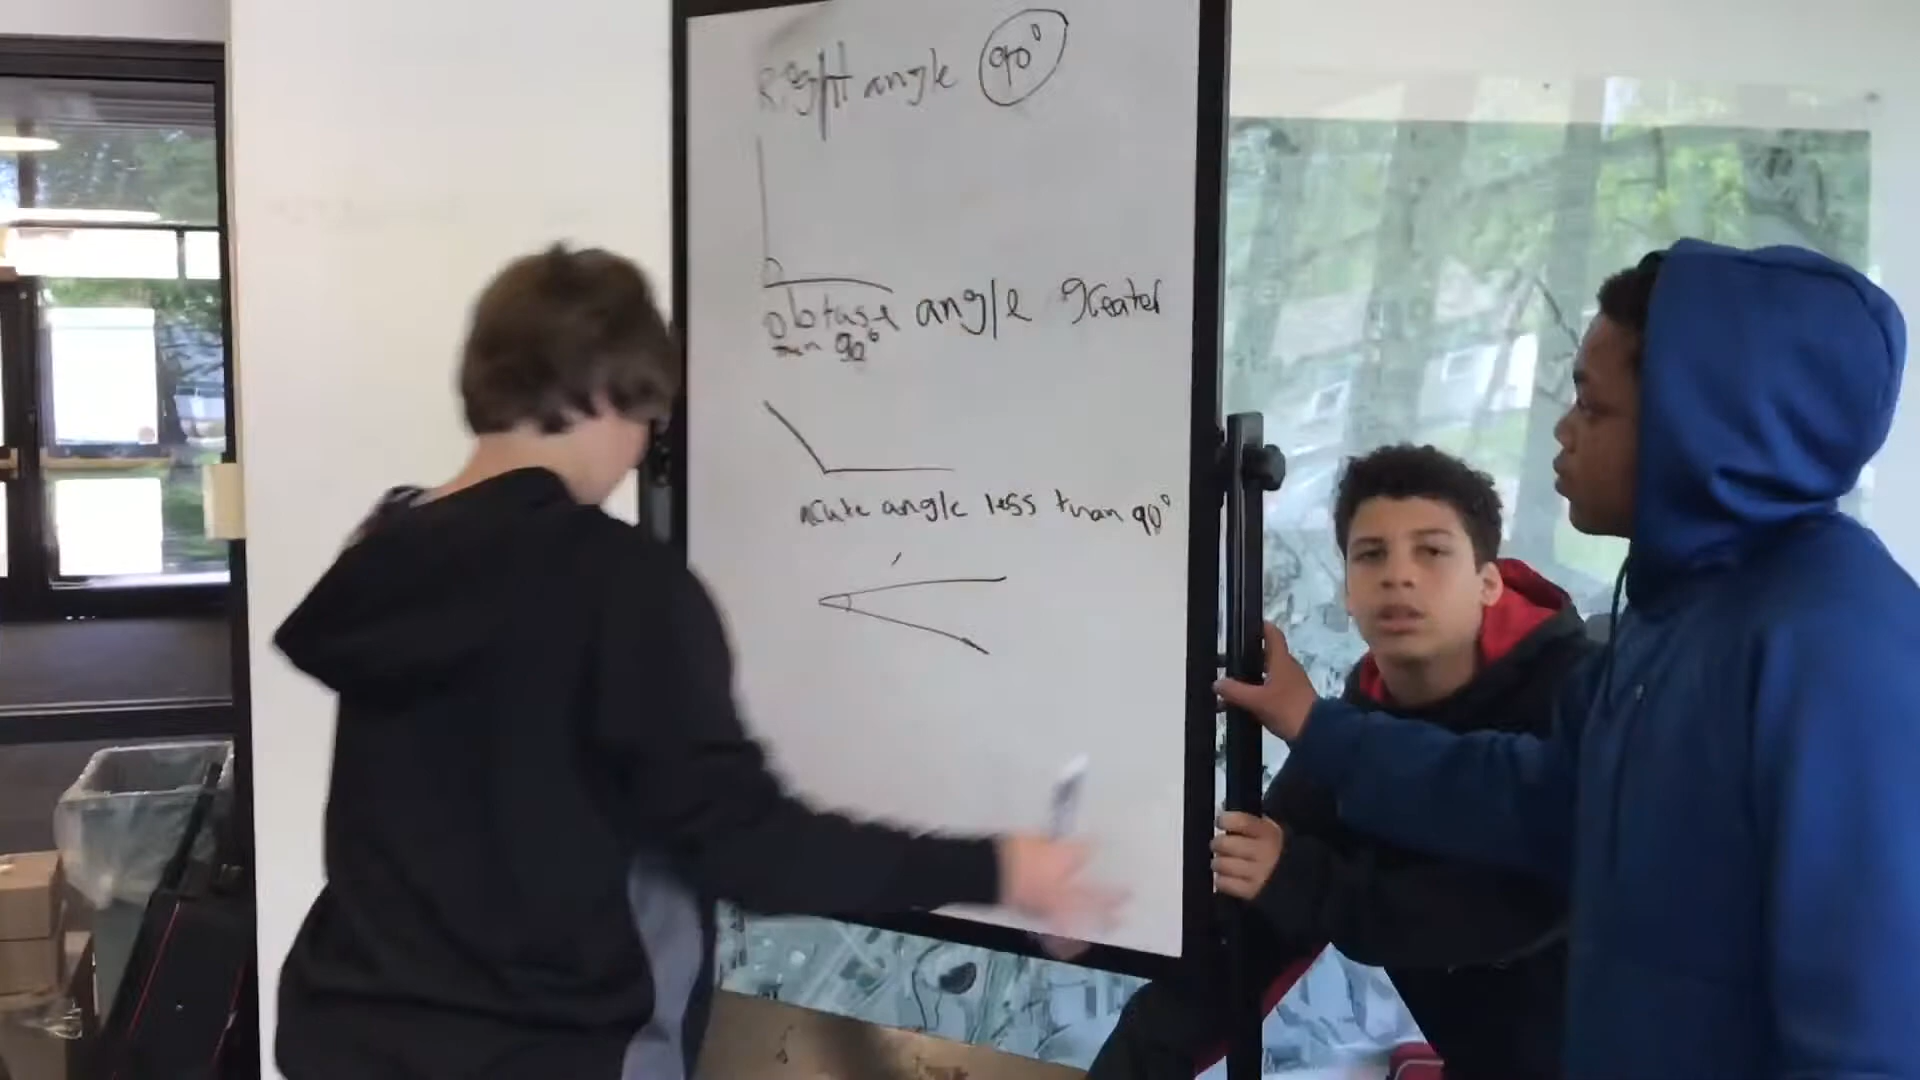 Right angle 90°
obtuse angle greater
than 90°
acute angle less than 90°